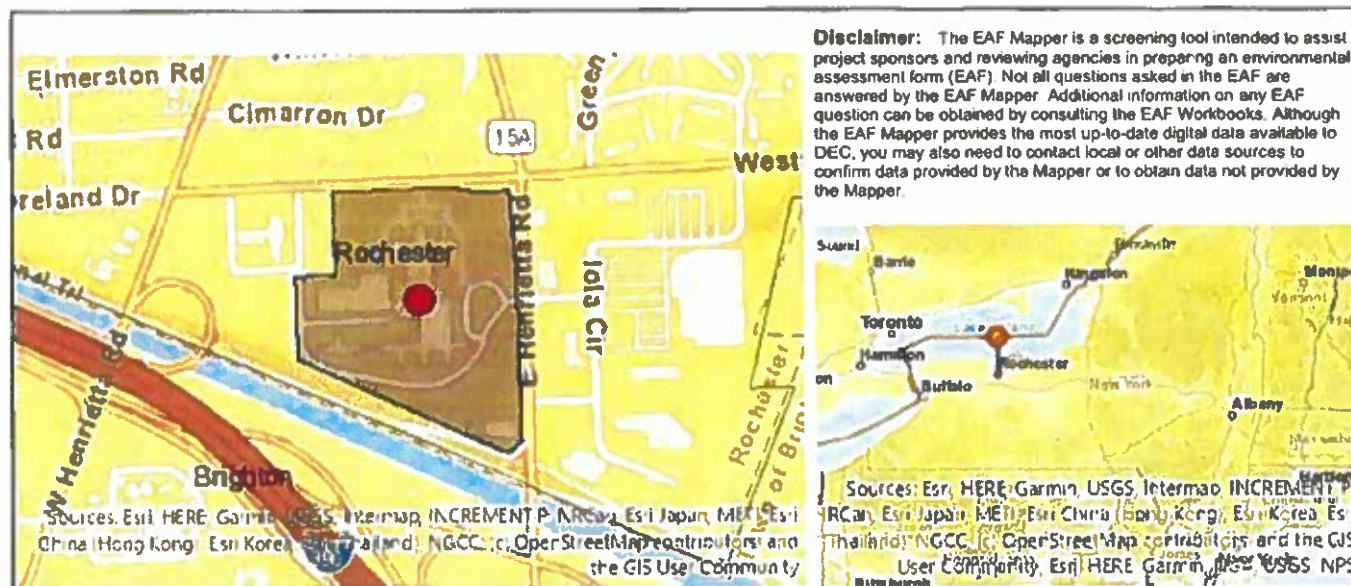 Elmerston Rd
Cimarron Dr
Rd
reland Dr
15A
Green
West
Rochester
E Henrietta Rd
Iola Cir
W Henrietta Rd
Brighton
Rochester
Sources: Esri, HERE, Garmin, USGS, Intermap, INCREMENT P, NRCan, Esri Japan, METI, Esri
China (Hong Kong), Esri Korea, Esri (Thailand), NGCC, (c) OpenStreetMap contributors, and
the GIS User Community
Disclaimer: The EAF Mapper is a screening tool intended to assist
project sponsors and reviewing agencies in preparing an environmental
assessment form (EAF). Not all questions asked in the EAF are
answered by the EAF Mapper. Additional information on any EAF
question can be obtained by consulting the EAF Workbooks. Although
the EAF Mapper provides the most up-to-date digital data available to
DEC, you may also need to contact local or other data sources to
confirm data provided by the Mapper or to obtain data not provided by
the Mapper.
Barrie
Kingston
Toronto
Hamilton
Rochester
Buffalo
New York
Albany
Vermont
Sources: Esri, HERE, Garmin, USGS, Intermap, INCREMENT P,
RCan, Esri Japan, METI, Esri China (Hong Kong), Esri Korea, Es
Thailand), NGCC, (c) OpenStreetMap contributors, and the GIS
User Community, Esri, HERE, Garmin, USGS, NPS